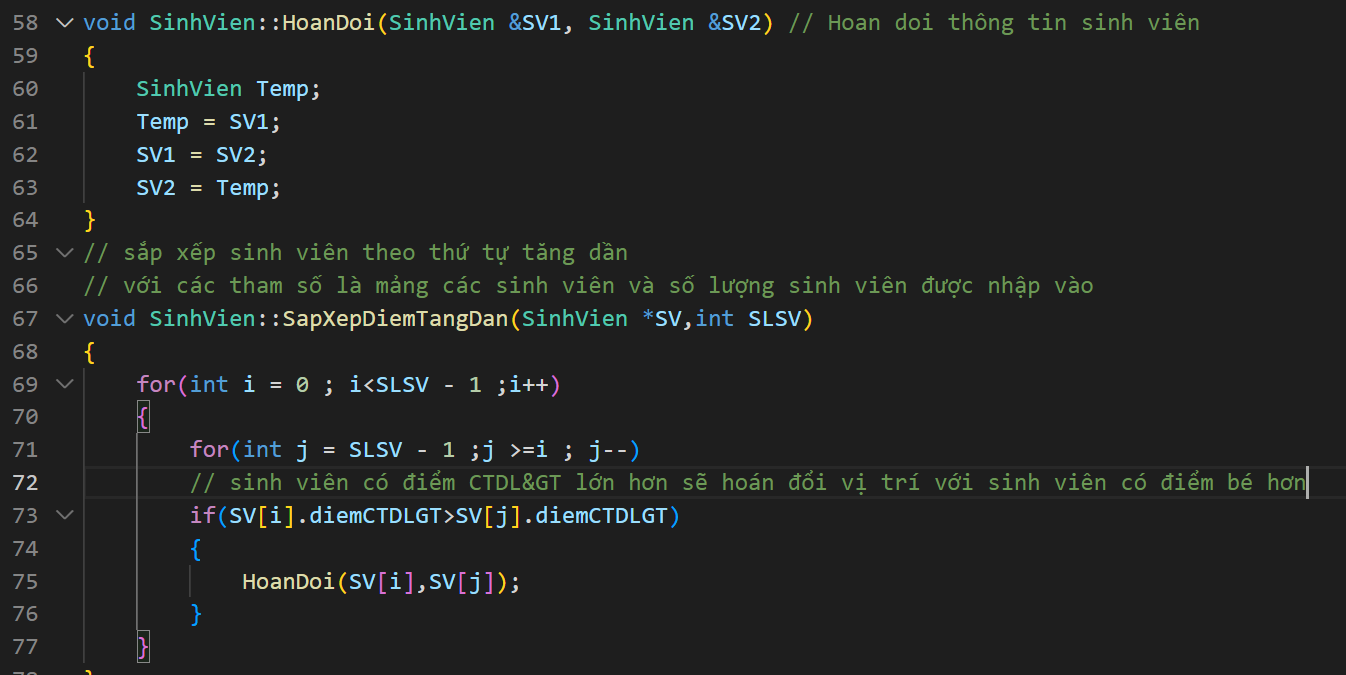 58 void SinhVien::HoanDoi(SinhVien &SV1, SinhVien &SV2) // Hoan doi thông tin sinh viên
59 {
60 SinhVien Temp;
61 Temp = SV1;
62 SV1 = SV2;
63 SV2 = Temp;
64 }
65 // sắp xếp sinh viên theo thứ tự tăng dần
66 // với các tham số là mảng các sinh viên và số lượng sinh viên được nhập vào
67 void SinhVien::SapXepDiemTangDan(SinhVien *SV,int SLSV)
68 {
69 for(int i = 0 ; i<SLSV - 1 ;i++)
70 {
71 for(int j = SLSV - 1 ;j >=i ; j--)
72 // sinh viên có điểm CTDL&GT lớn hơn sẽ hoán đổi vị trí với sinh viên có điểm bé hơn
73 if(SV[i].diemCTDLGT>SV[j].diemCTDLGT)
74 {
75 HoanDoi(SV[i],SV[j]);
76 }
77 }